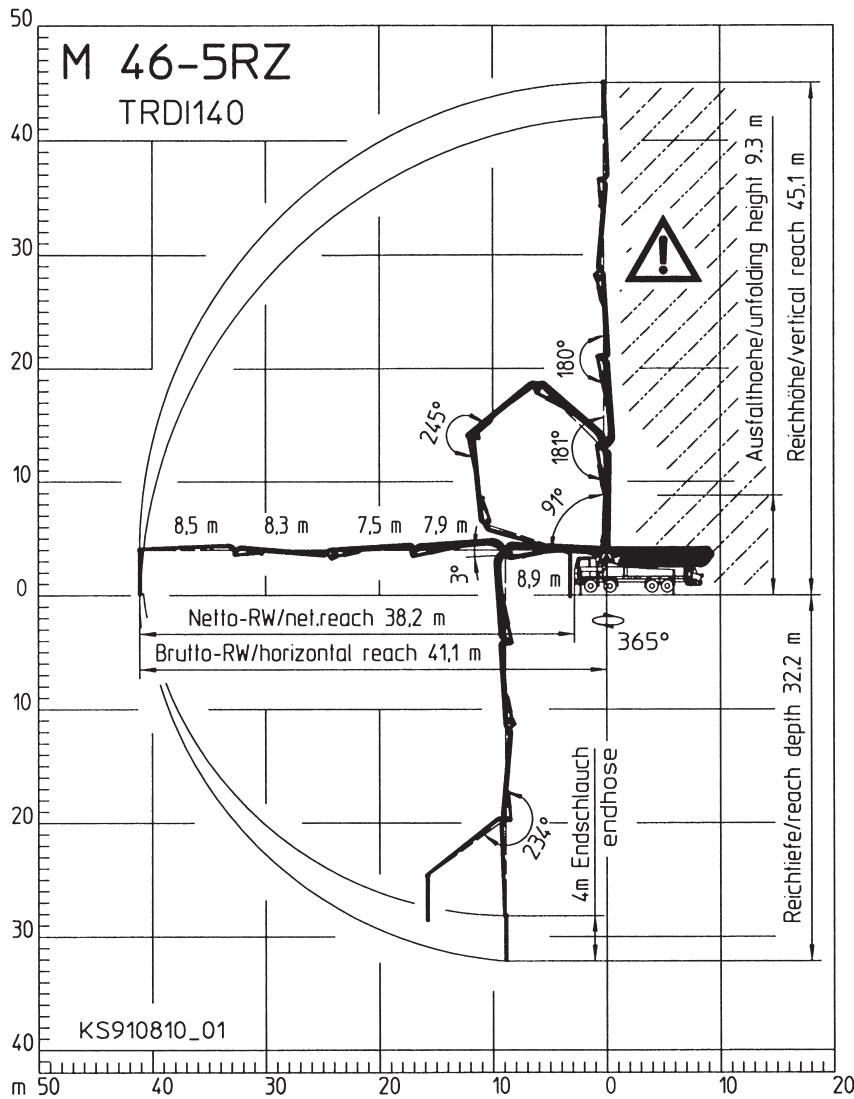 50
M 46-5RZ
TRDI140
40
30
20
10
0
10
20
30
40
Ausfalthoehe/unfolding height 9.3 m
Reichhöhe/vertical reach 45,1 m
180°
245°
181°
91°
8,5 m
8,3 m
7,5 m
7,9 m
3°
8,9 m
Netto-RW/net.reach 38,2 m
365°
Brutto-RW/horizontal reach 41,1 m
Reichtiefe/reach depth 32,2 m
4m Endschlauch
endhose
234°
KS910810_01
m 50 40 30 20 10 0 10 20